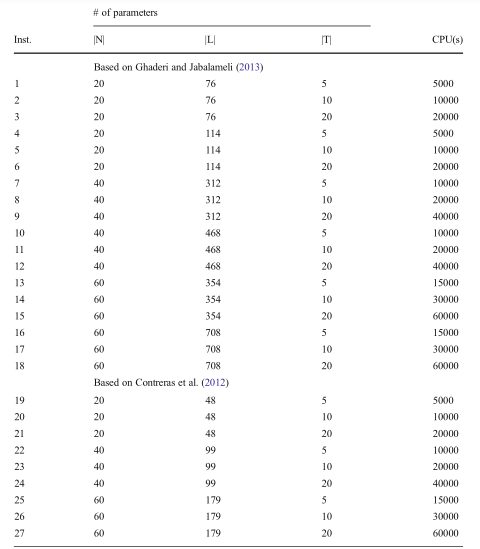 # of parameters
Inst. |N| |L| |T| CPU(s)
Based on Ghaderi and Jabalameli (2013)
1 20 76 5 5000
2 20 76 10 10000
3 20 76 20 20000
4 20 114 5 5000
5 20 114 10 10000
6 20 114 20 20000
7 40 312 5 10000
8 40 312 10 20000
9 40 312 20 40000
10 40 468 5 10000
11 40 468 10 20000
12 40 468 20 40000
13 60 354 5 15000
14 60 354 10 30000
15 60 354 20 60000
16 60 708 5 15000
17 60 708 10 30000
18 60 708 20 60000
Based on Contreras et al. (2012)
19 20 48 5 5000
20 20 48 10 10000
21 20 48 20 20000
22 40 99 5 10000
23 40 99 10 20000
24 40 99 20 40000
25 60 179 5 15000
26 60 179 10 30000
27 60 179 20 60000